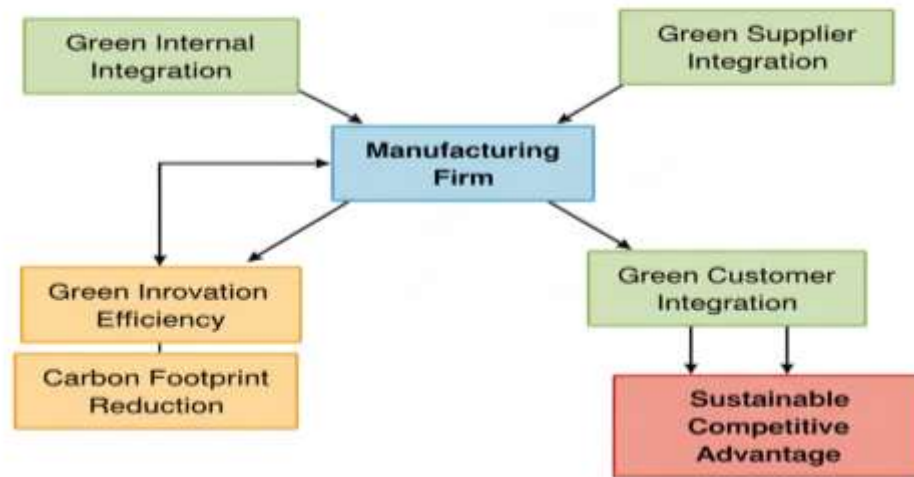 Green Internal
Integration
Green Supplier
Integration
Manufacturing
Firm
Green Inrovation
Efficiency
Green Customer
Integration
Carbon Footprint
Reduction
Sustainable
Competitive
Advantage